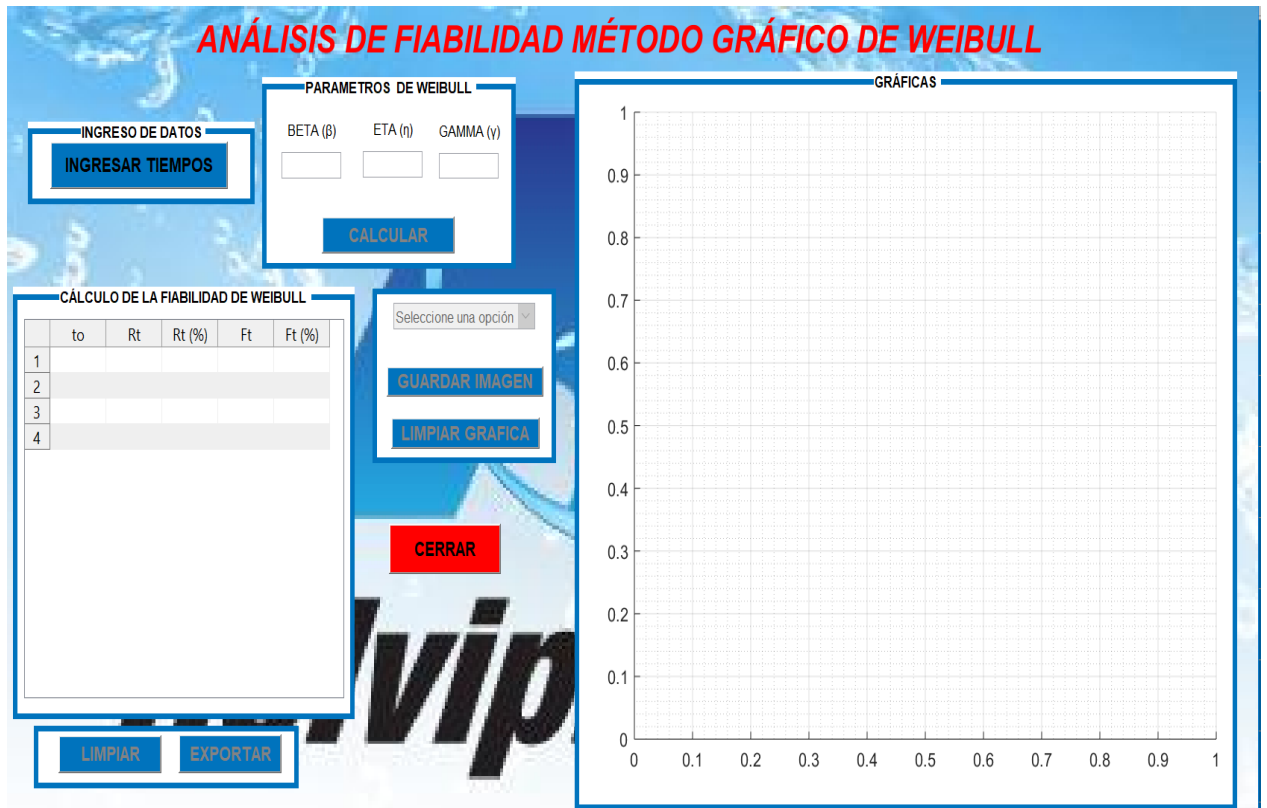 ANÁLISIS DE FIABILIDAD MÉTODO GRÁFICO DE WEIBULL
INGRESO DE DATOS
INGRESAR TIEMPOS
PARAMETROS DE WEIBULL
BETA (β) ETA (η) GAMMA (γ)
CALCULAR
CÁLCULO DE LA FIABILIDAD DE WEIBULL
to Rt Rt (%) Ft Ft (%)
1
2
3
4
LIMPIAR EXPORTAR
Seleccione una opción
GUARDAR IMAGEN
LIMPIAR GRAFICA
CERRAR
GRÁFICAS
1
0.9
0.8
0.7
0.6
0.5
0.4
0.3
0.2
0.1
0
0 0.1 0.2 0.3 0.4 0.5 0.6 0.7 0.8 0.9 1